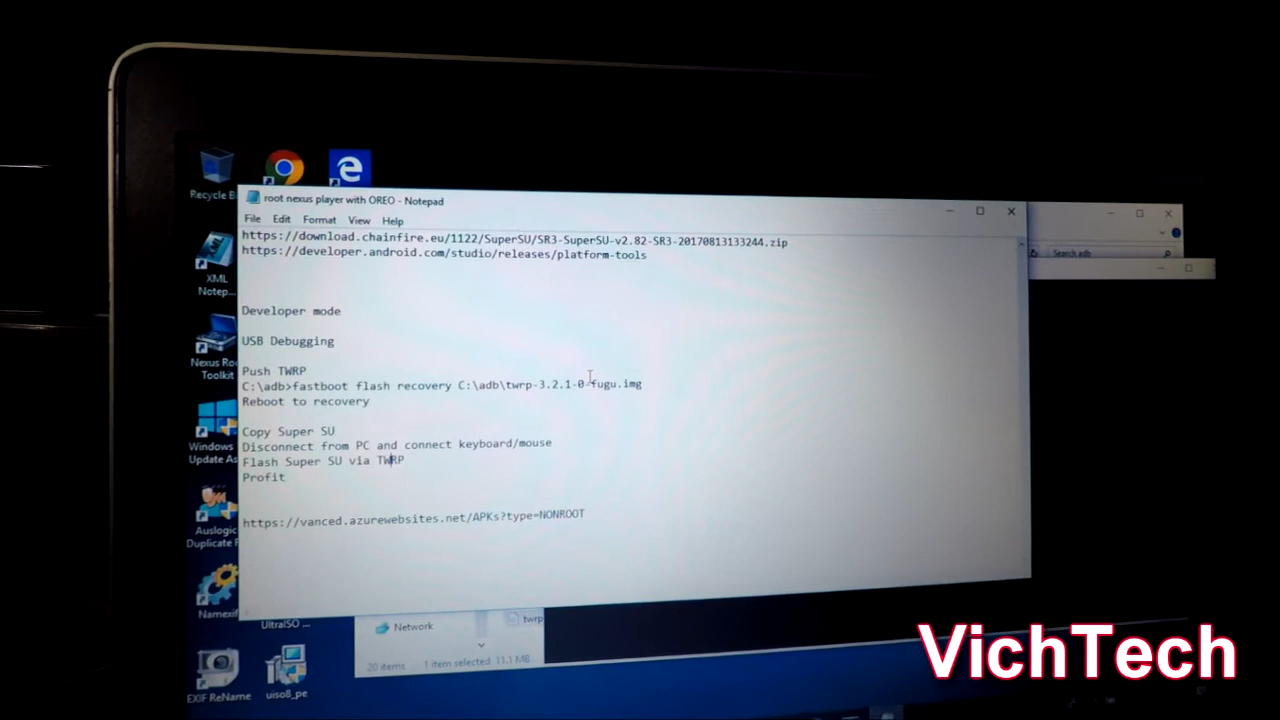 Recycle B
root nexus player with OREO - Notepad
File Edit Format View Help
https://download.chainfire.eu/1122/SuperSU/SR3-SuperSU-v2.82-SR3-20170813133244.zip
https://developer.android.com/studio/releases/platform-tools
Search adb
XML
Notep...
Developer mode
USB Debugging
Nexus Roo
Toolkit
Push TWRP
C:\adb>fastboot flash recovery C:\adb\twrp-3.2.1-0-fugu.img
Reboot to recovery
Copy Super SU
Windows
Update As
Disconnect from PC and connect keyboard/mouse
Flash Super SU via TWRP
Profit
https://vanced.azurewebsites.net/APKs?type=NONROOT
Auslogic
Duplicate F
Namexif
UltraISO ...
Network
twrp
20 items 1 item selected 11.1 MB
EXIF ReName
uiso8_pe
VichTech